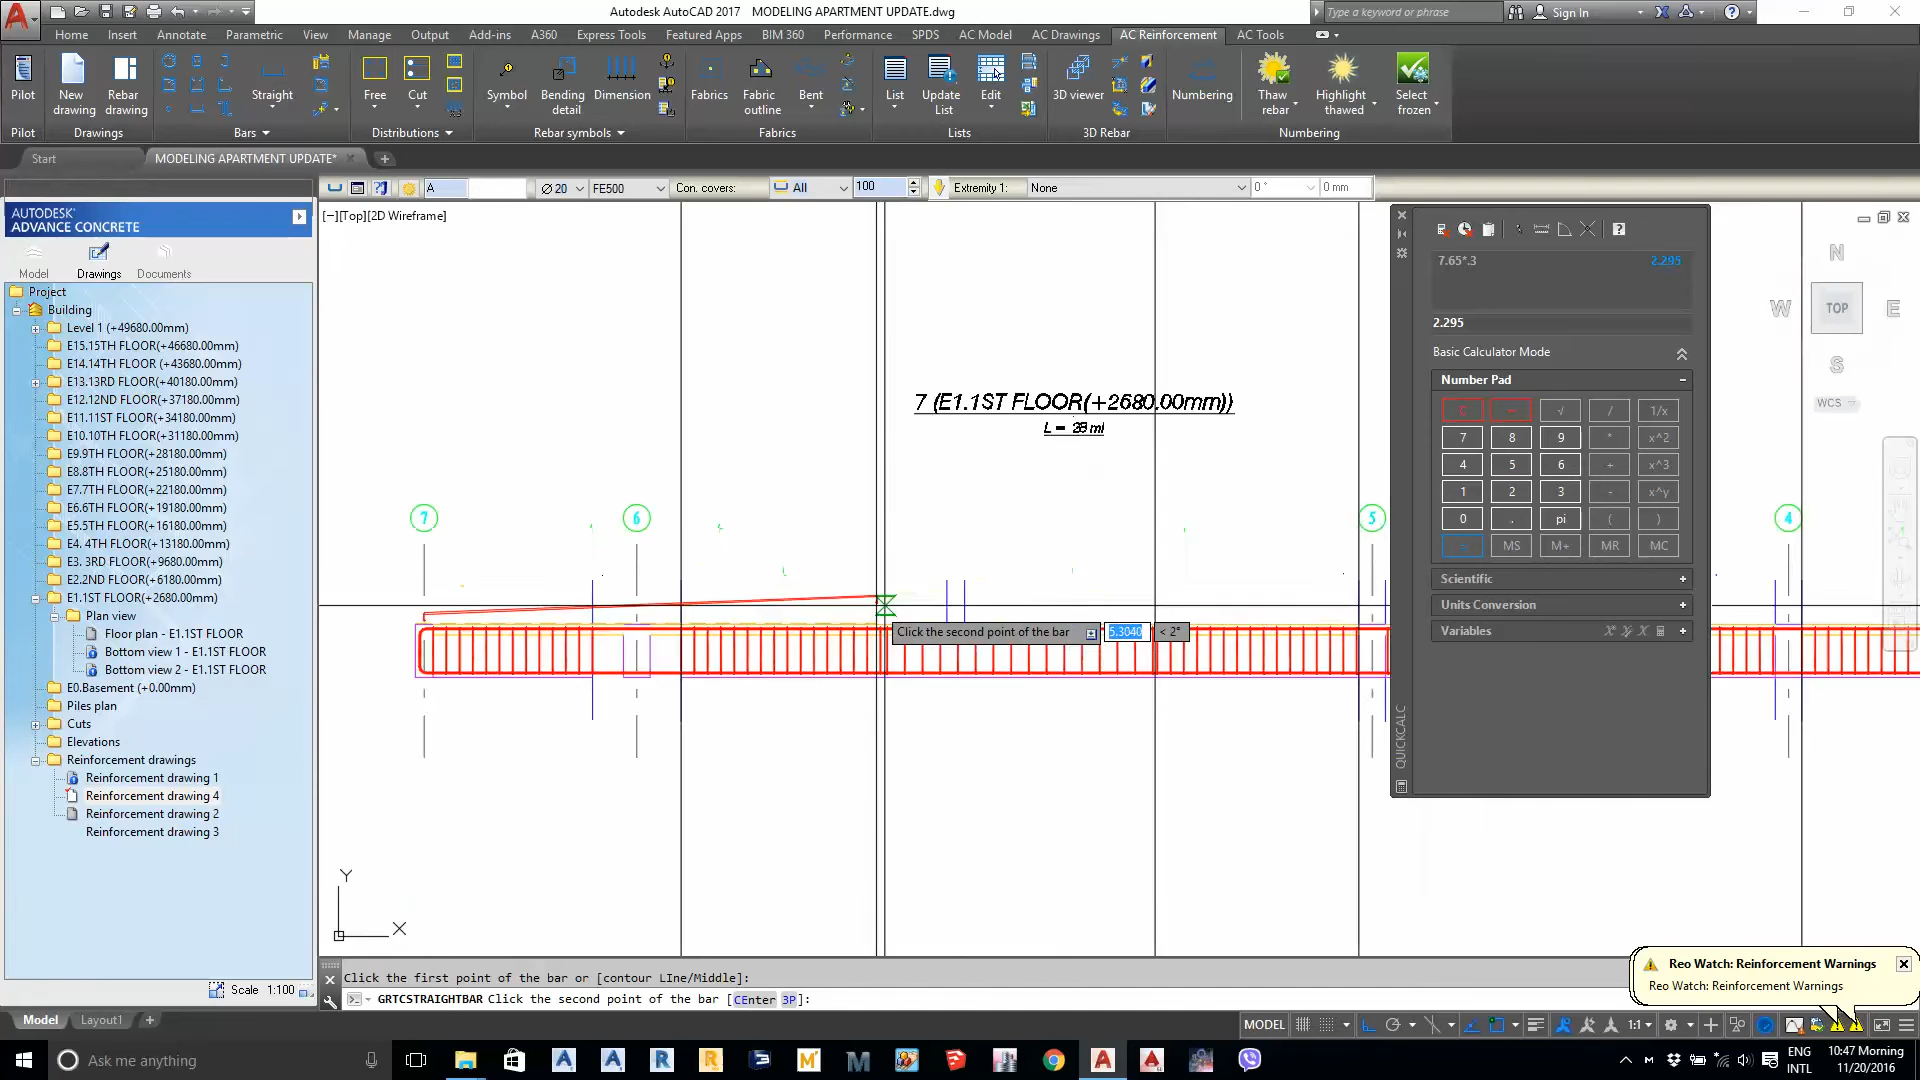 Autodesk AutoCAD 2017 MODELING APARTMENT UPDATE.dwg
Type a keyword or phrase
Sign In
Home Insert Annotate Parametric View Manage Output Add-ins A360 Express Tools Featured Apps BIM 360 Performance SPDS AC Model AC Drawings AC Reinforcement AC Tools
Pilot
New drawing
Rebar drawing
Straight
Free
Cut
Symbol
Bending detail
Dimension
Fabrics
Fabric outline
Bent
List
Update List
Edit
3D viewer
Numbering
Thaw rebar
Highlight thawed
Select frozen
Pilot Drawings Bars Distributions Rebar symbols Fabrics Lists 3D Rebar Numbering
Start
MODELING APARTMENT UPDATE*
A
Ø 20
FE500
Con. covers:
All
100
Extremity 1:
None
0 °
0 mm
AUTODESK
ADVANCE CONCRETE
Model Drawings Documents
Project
Building
Level 1 (+49680.00mm)
E15.15TH FLOOR(+46680.00mm)
E14.14TH FLOOR (+43680.00mm)
E13.13RD FLOOR(+40180.00mm)
E12.12ND FLOOR(+37180.00mm)
E11.11ST FLOOR(+34180.00mm)
E10.10TH FLOOR(+31180.00mm)
E9.9TH FLOOR(+28180.00mm)
E8.8TH FLOOR(+25180.00mm)
E7.7TH FLOOR(+22180.00mm)
E6.6TH FLOOR(+19180.00mm)
E5.5TH FLOOR(+16180.00mm)
E4. 4TH FLOOR(+13180.00mm)
E3. 3RD FLOOR(+9680.00mm)
E2.2ND FLOOR(+6180.00mm)
E1.1ST FLOOR(+2680.00mm)
Plan view
Floor plan - E1.1ST FLOOR
Bottom view 1 - E1.1ST FLOOR
Bottom view 2 - E1.1ST FLOOR
E0.Basement (+0.00mm)
Piles plan
Cuts
Elevations
Reinforcement drawings
Reinforcement drawing 1
Reinforcement drawing 4
Reinforcement drawing 2
Reinforcement drawing 3
Scale 1:100
[−][Top][2D Wireframe]
7 (E1.1ST FLOOR(+2680.00mm))
7
6
5
4
Click the second point of the bar
5.3040
< 2°
Y
X
7.65*.3
2.295
2.295
Basic Calculator Mode
Number Pad
C √ / 1/x
7 8 9 * x^2
4 5 6 + x^3
1 2 3 - x^y
0 . pi ( )
= MS M+ MR MC
Scientific
Units Conversion
Variables
QUICKCALC
N
W TOP E
S
WCS
Click the first point of the bar or [contour LIne/Middle]:
GRTCSTRAIGHTBAR Click the second point of the bar [CEnter 3P]:
Reo Watch: Reinforcement Warnings
Reo Watch: Reinforcement Warnings
Model Layout1
MODEL
1:1
Ask me anything
ENG
INTL
10:47 Morning
11/20/2016